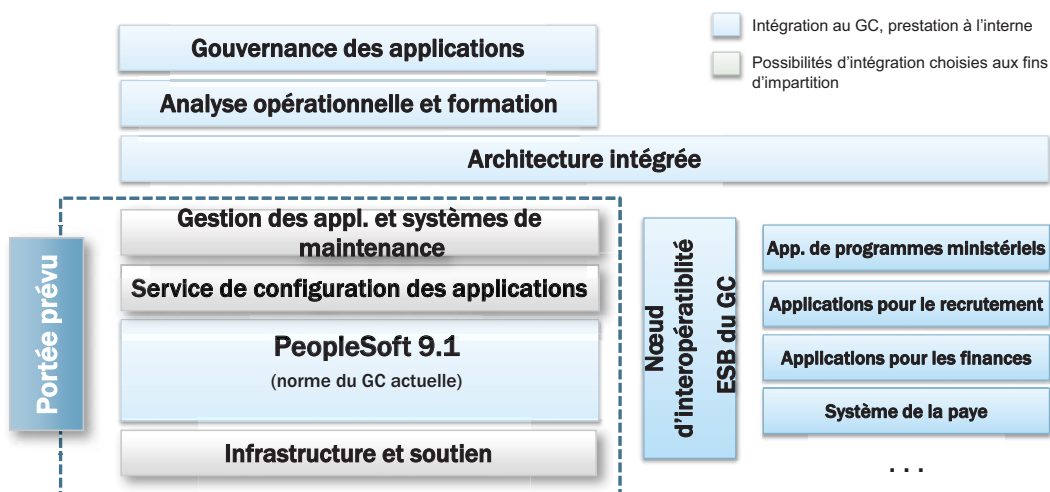 Gouvernance des applications
Analyse opérationnelle et formation
Architecture intégrée
Intégration au GC, prestation à l'interne
Possibilités d'intégration choisies aux fins
d'impartition
Portée prévu
Gestion des appl. et systèmes de
maintenance
Service de configuration des applications
PeopleSoft 9.1
(norme du GC actuelle)
Infrastructure et soutien
Nœud
d'interopératiblité
ESB du GC
App. de programmes ministériels
Applications pour le recrutement
Applications pour les finances
Système de la paye
. . .